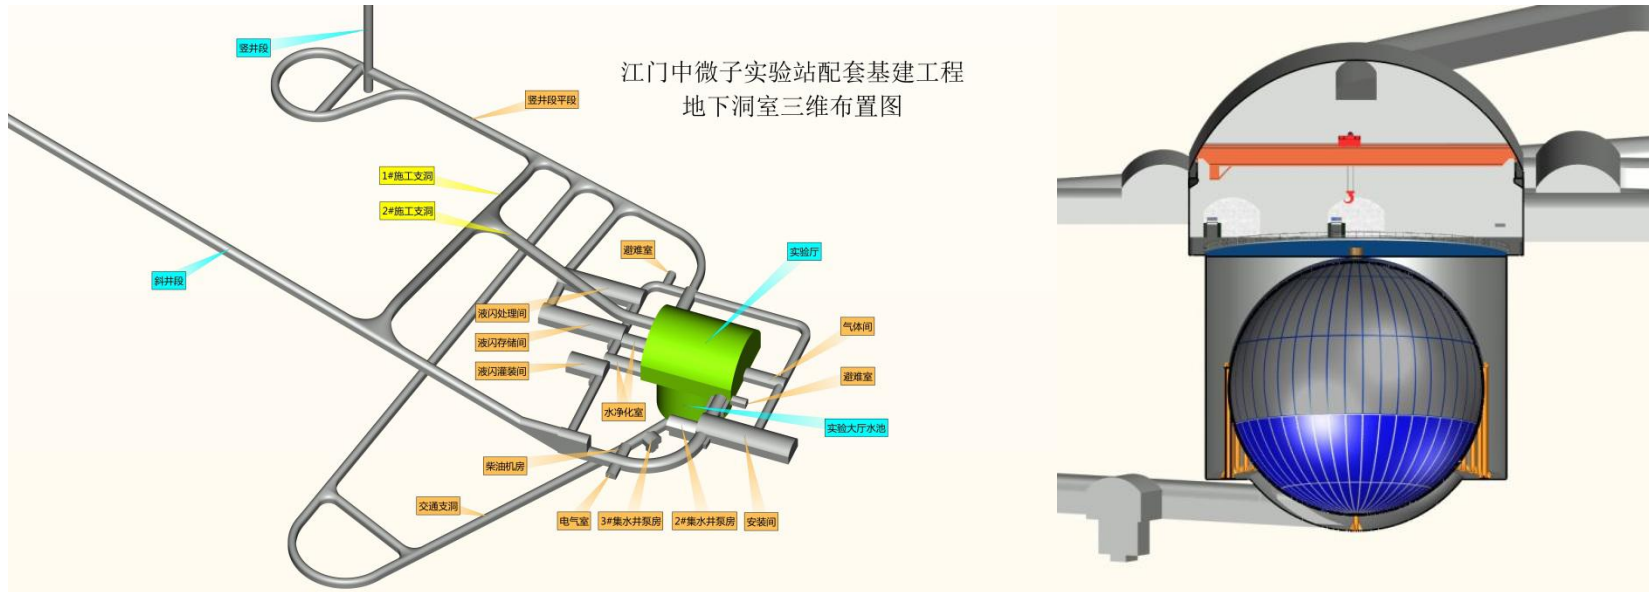 江门中微子实验站配套基建工程
地下洞室三维布置图
竖井段
竖井段平段
1#施工支洞
2#施工支洞
避难室
实验厅
斜井段
液闪处理间
液闪存储间
液闪灌装间
气体间
避难室
水净化室
实验大厅水池
柴油机房
交通支洞
电气室
3#集水井泵房
2#集水井泵房
安装间